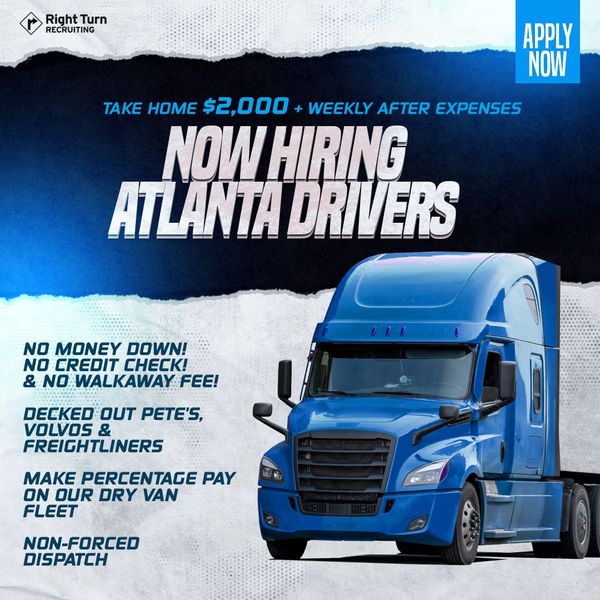 Right Turn
RECRUITING
APPLY
NOW
TAKE HOME $2,000 + WEEKLY AFTER EXPENSES
NOW HIRING
ATLANTA DRIVERS
NO MONEY DOWN!
NO CREDIT CHECK!
& NO WALKAWAY FEE!
DECKED OUT PETE'S,
VOLVOS &
FREIGHTLINERS
MAKE PERCENTAGE PAY
ON OUR DRY VAN
FLEET
NON-FORCED
DISPATCH